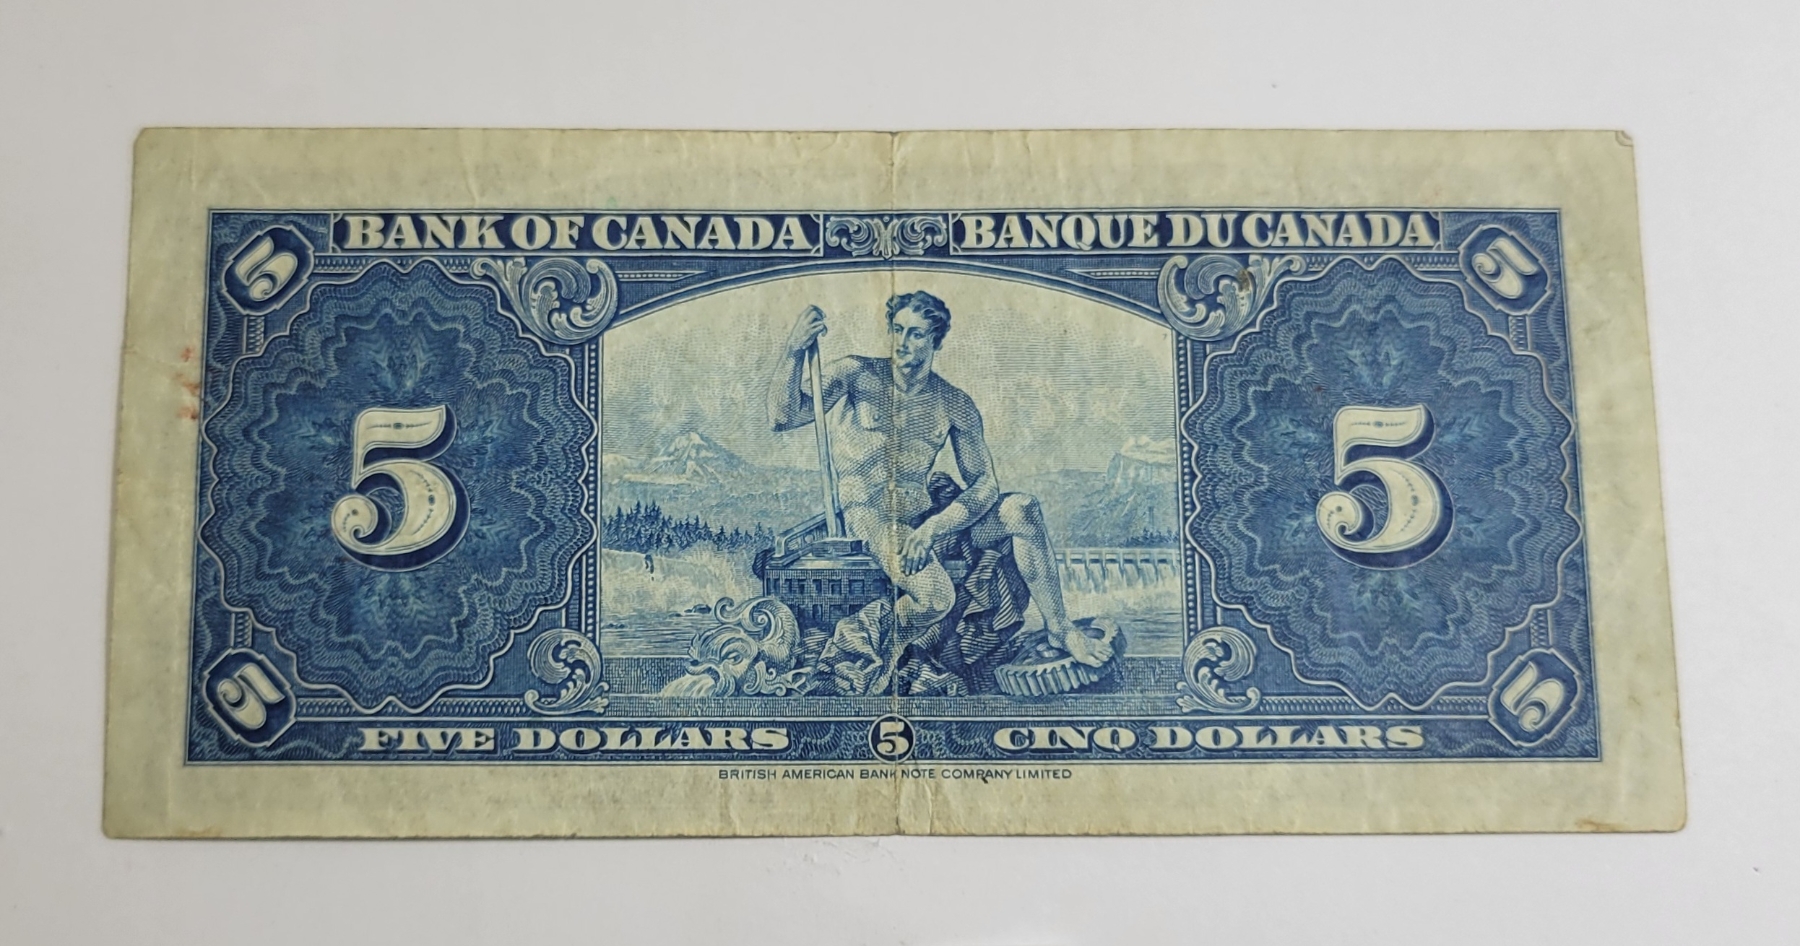 BANK OF CANADA BANQUE DU CANADA
5 5
5 5
5 FIVE DOLLARS 5 CINQ DOLLARS 5
BRITISH AMERICAN BANK NOTE COMPANY LIMITED